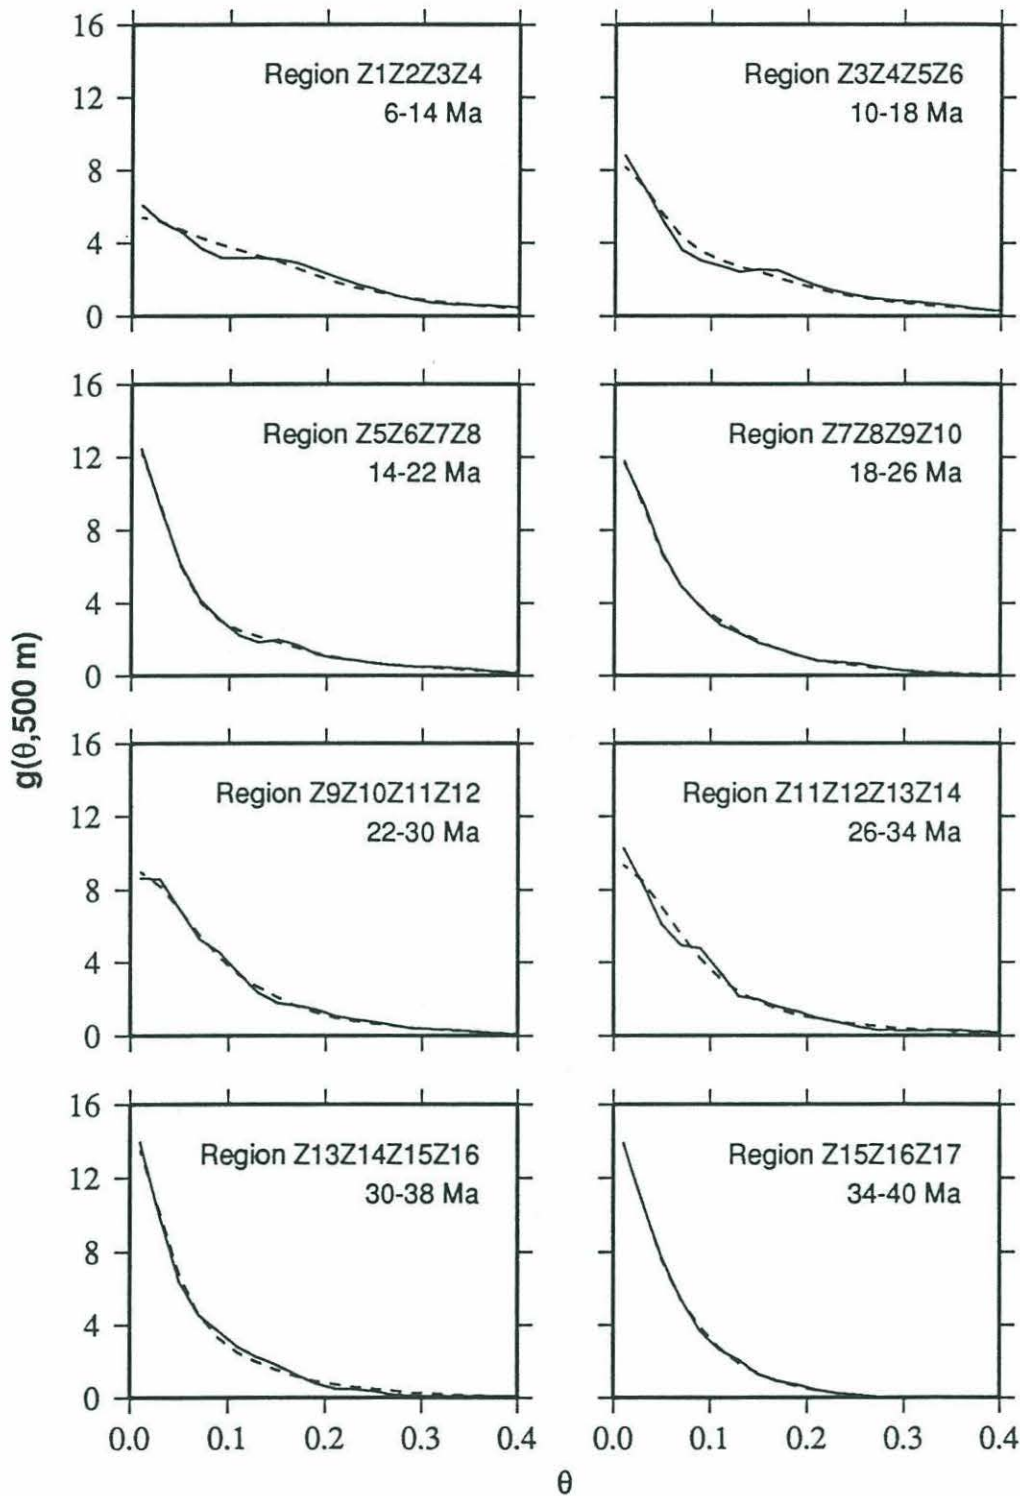 16
12
8
4
0
Region Z1Z2Z3Z4
6-14 Ma
Region Z3Z4Z5Z6
10-18 Ma
16
12
8
4
0
Region Z5Z6Z7Z8
14-22 Ma
Region Z7Z8Z9Z10
18-26 Ma
g(θ,500 m)
16
12
8
4
0
Region Z9Z10Z11Z12
22-30 Ma
Region Z11Z12Z13Z14
26-34 Ma
16
12
8
4
0
Region Z13Z14Z15Z16
30-38 Ma
Region Z15Z16Z17
34-40 Ma
0.0 0.1 0.2 0.3 0.4
0.0 0.1 0.2 0.3 0.4
θ